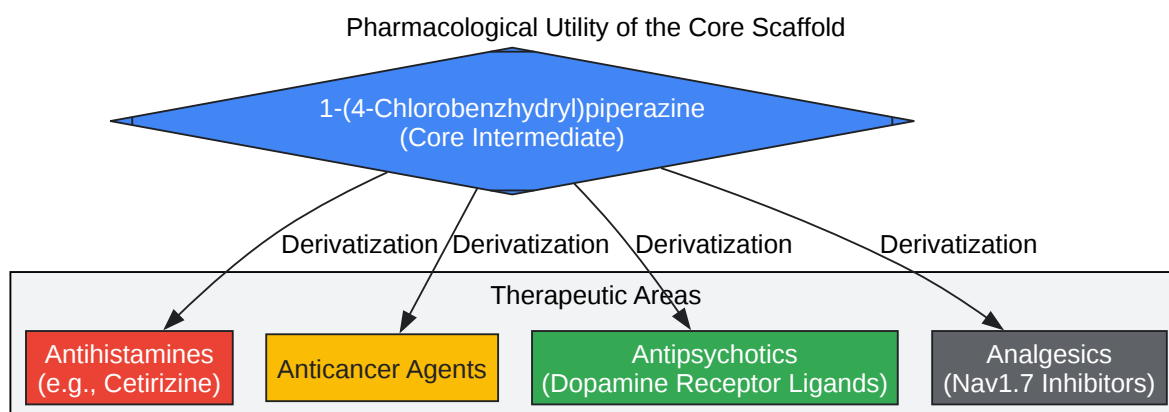 Pharmacological Utility of the Core Scaffold
1-(4-Chlorobenzhydryl)piperazine
(Core Intermediate)
Derivatization
Derivatization
Derivatization
Derivatization
Therapeutic Areas
Antihistamines
(e.g., Cetirizine)
Anticancer Agents
Antipsychotics
(Dopamine Receptor Ligands)
Analgesics
(Nav1.7 Inhibitors)